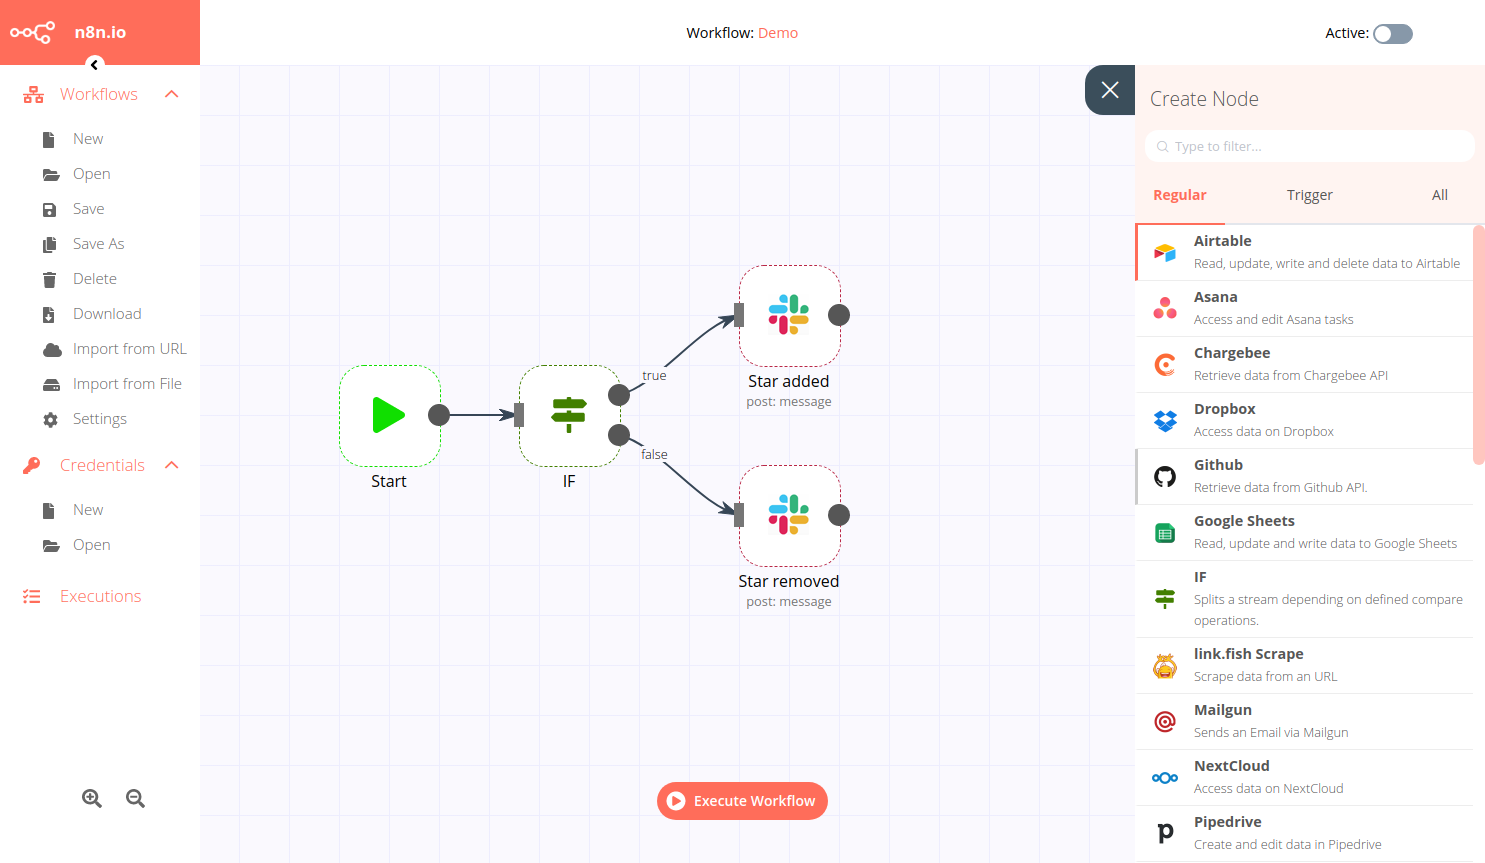 n8n.io
Workflow: Demo
Active:
Workflows
New
Open
Save
Save As
Delete
Download
Import from URL
Import from File
Settings
Credentials
New
Open
Executions
Start
IF
true
false
Star added
post: message
Star removed
post: message
Execute Workflow
Create Node
Type to filter...
Regular
Trigger
All
Airtable
Read, update, write and delete data to Airtable
Asana
Access and edit Asana tasks
Chargebee
Retrieve data from Chargebee API
Dropbox
Access data on Dropbox
Github
Retrieve data from Github API.
Google Sheets
Read, update and write data to Google Sheets
IF
Splits a stream depending on defined compare
operations.
link.fish Scrape
Scrape data from an URL
Mailgun
Sends an Email via Mailgun
NextCloud
Access data on NextCloud
Pipedrive
Create and edit data in Pipedrive